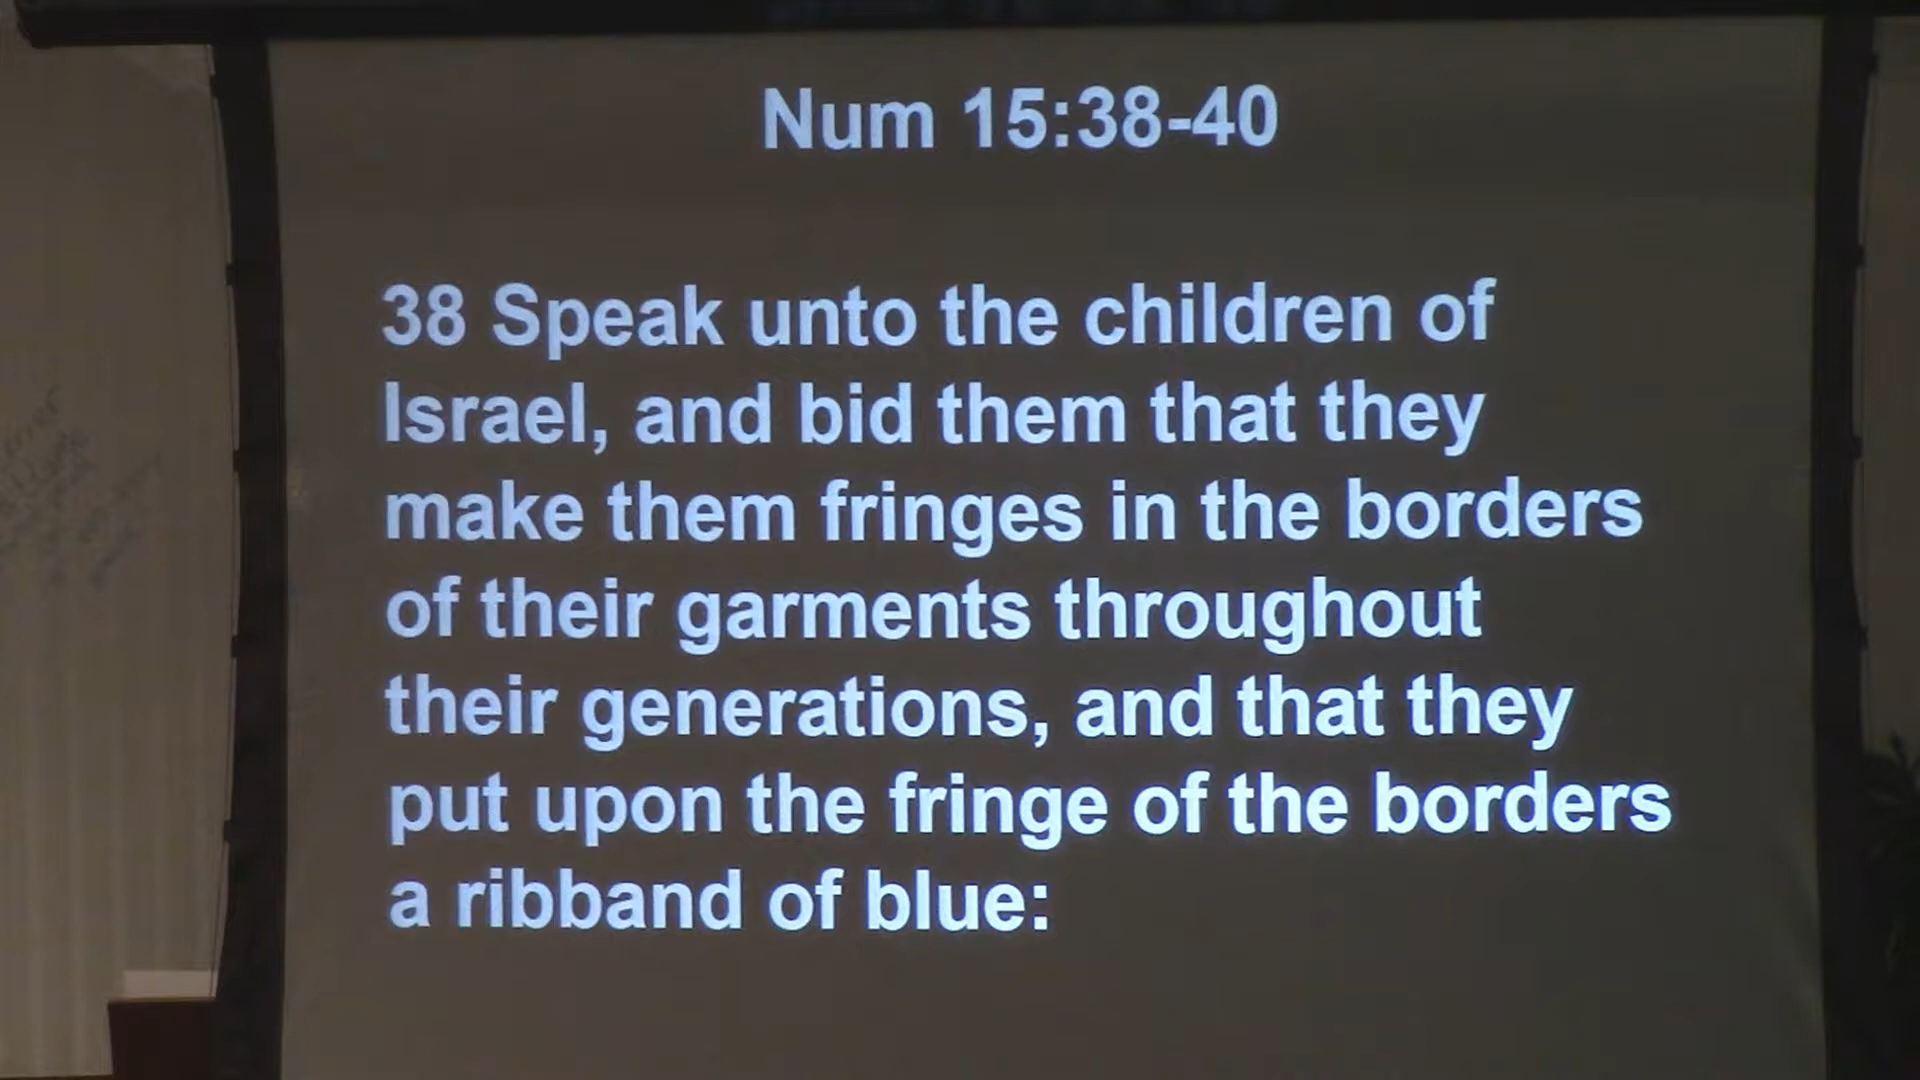 Num 15:38-40
38 Speak unto the children of
Israel, and bid them that they
make them fringes in the borders
of their garments throughout
their generations, and that they
put upon the fringe of the borders
a ribband of blue: